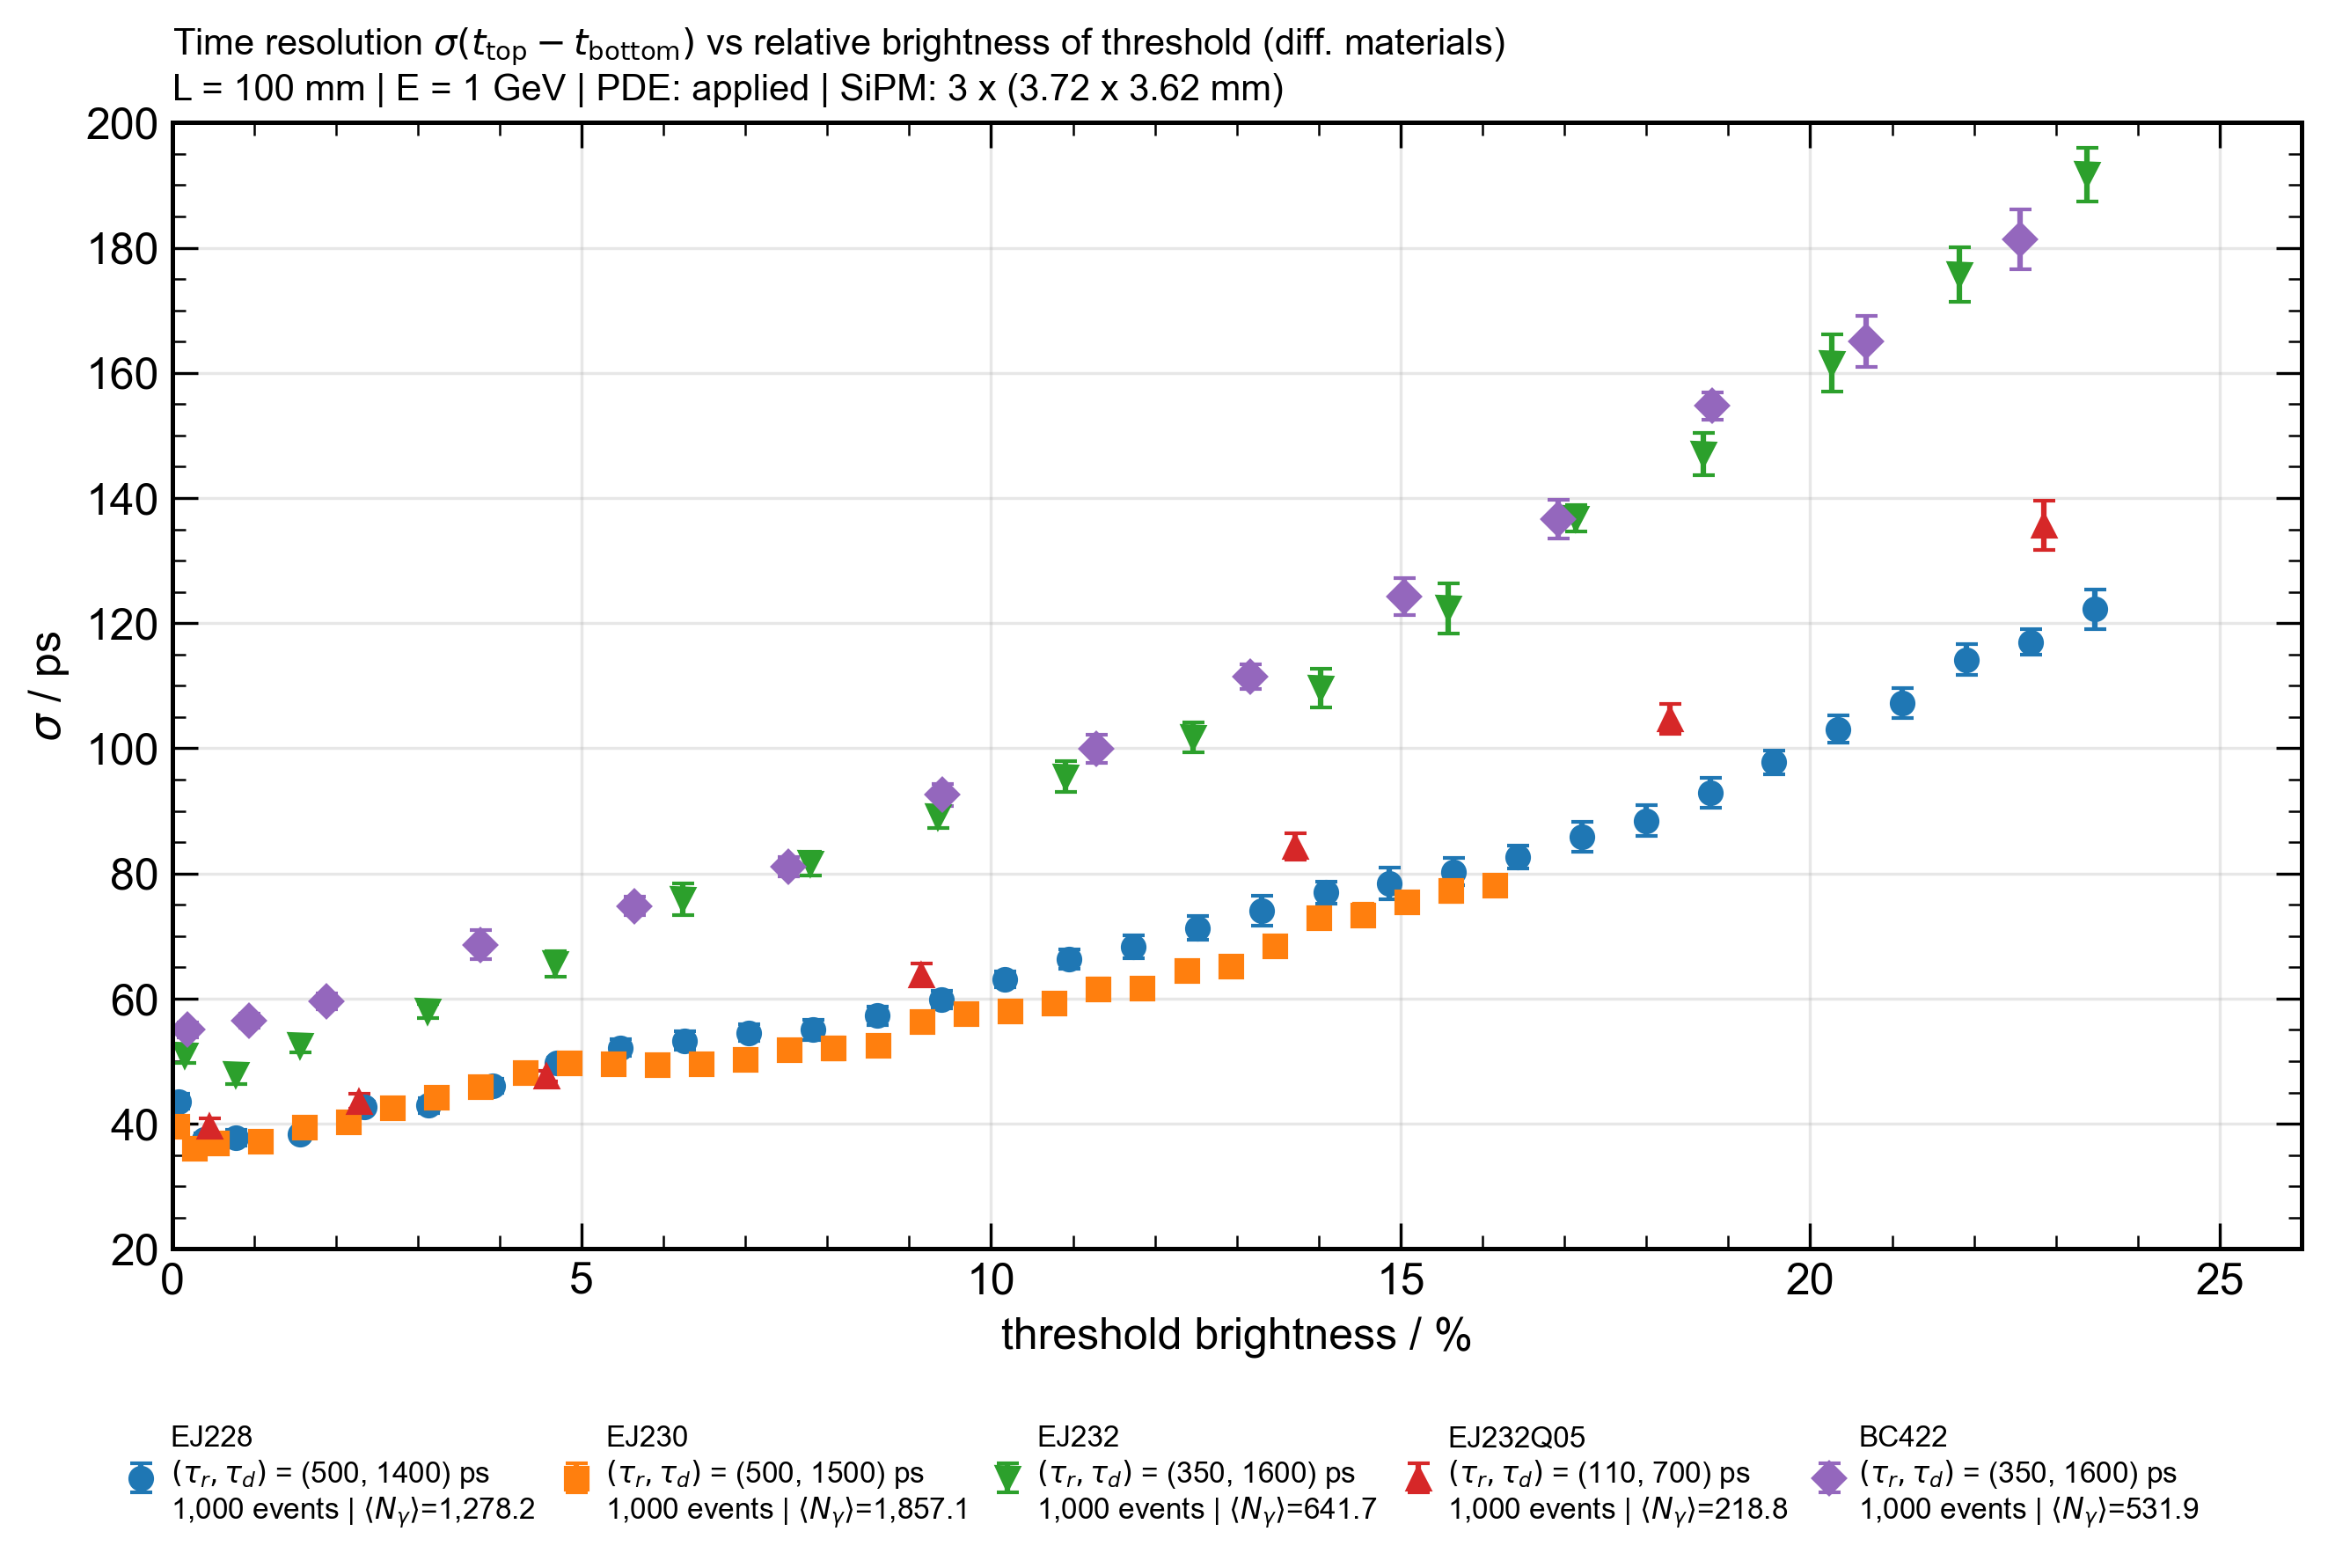 Time resolution σ(t_top − t_bottom) vs relative brightness of threshold (diff. materials)
L = 100 mm | E = 1 GeV | PDE: applied | SiPM: 3 x (3.72 x 3.62 mm)
200
180
160
140
120
100
80
60
40
20
σ / ps
0 5 10 15 20 25
threshold brightness / %
EJ228
(τ_r, τ_d) = (500, 1400) ps
1,000 events | ⟨N_γ⟩=1,278.2
EJ230
(τ_r, τ_d) = (500, 1500) ps
1,000 events | ⟨N_γ⟩=1,857.1
EJ232
(τ_r, τ_d) = (350, 1600) ps
1,000 events | ⟨N_γ⟩=641.7
EJ232Q05
(τ_r, τ_d) = (110, 700) ps
1,000 events | ⟨N_γ⟩=218.8
BC422
(τ_r, τ_d) = (350, 1600) ps
1,000 events | ⟨N_γ⟩=531.9